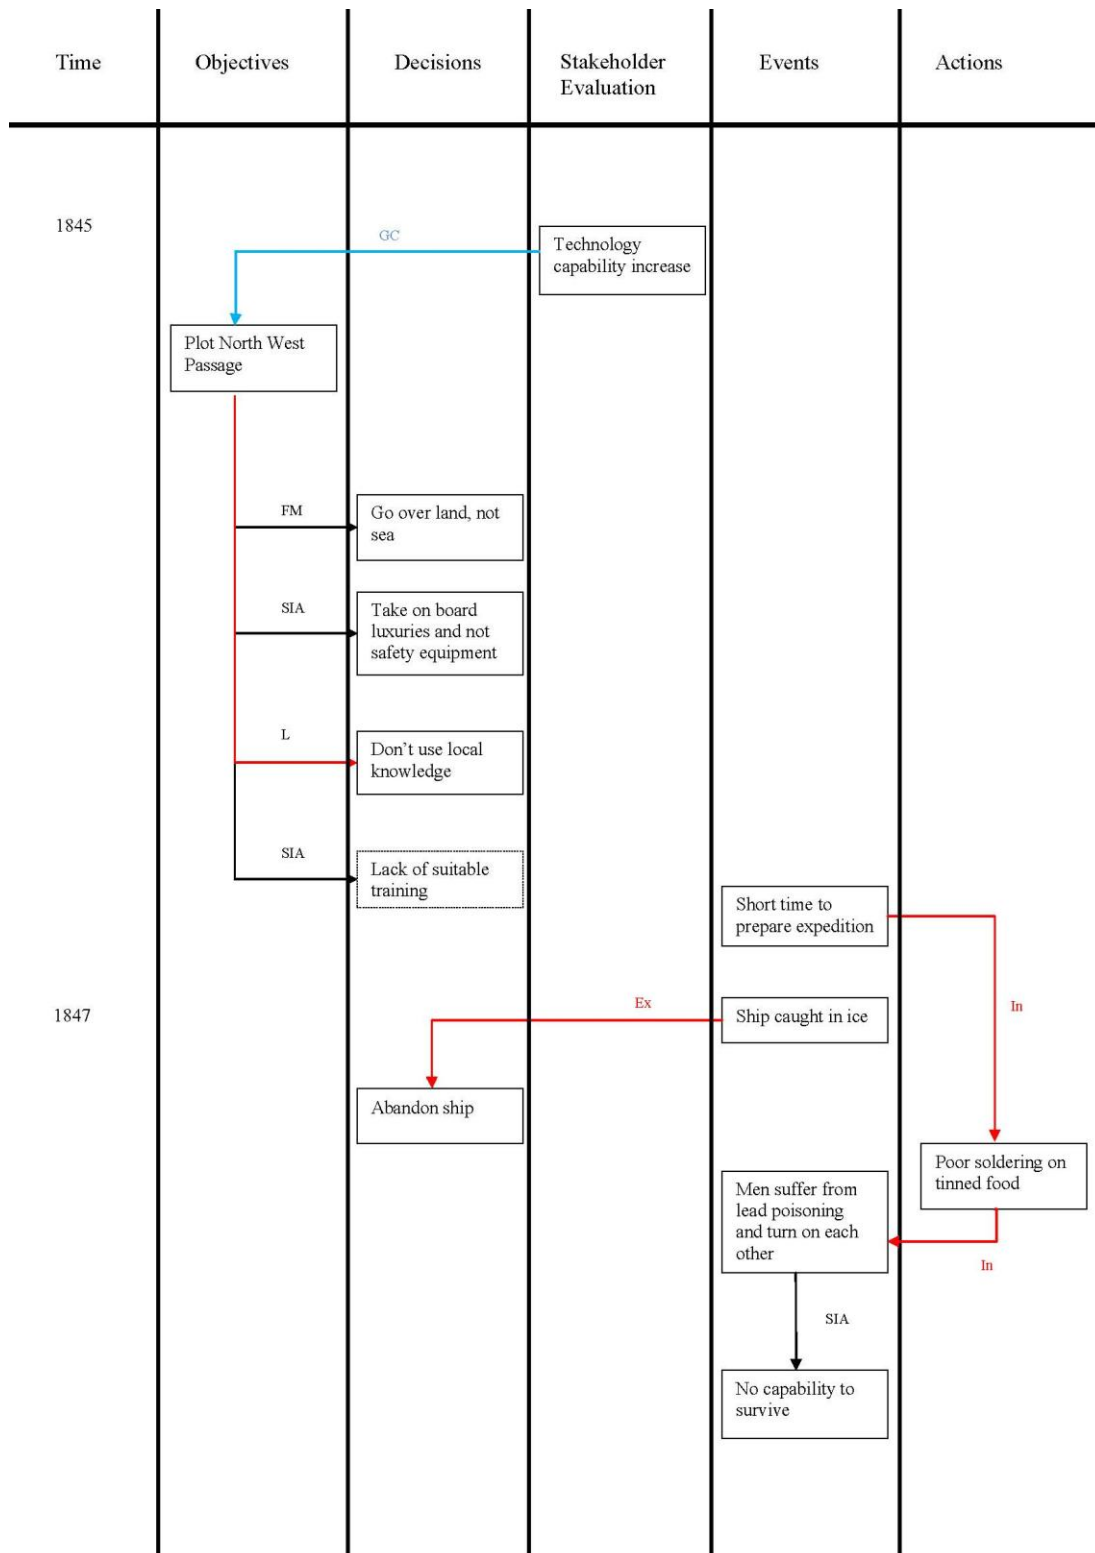 Time
Objectives
Decisions
Stakeholder
Evaluation
Events
Actions
1845
GC
Technology
capability increase
Plot North West
Passage
FM
Go over land, not
sea
SIA
Take on board
luxuries and not
safety equipment
L
Don't use local
knowledge
SIA
Lack of suitable
training
Short time to
prepare expedition
1847
Ex
Ship caught in ice
In
Abandon ship
Poor soldering on
tinned food
Men suffer from
lead poisoning
and turn on each
other
In
SIA
No capability to
survive